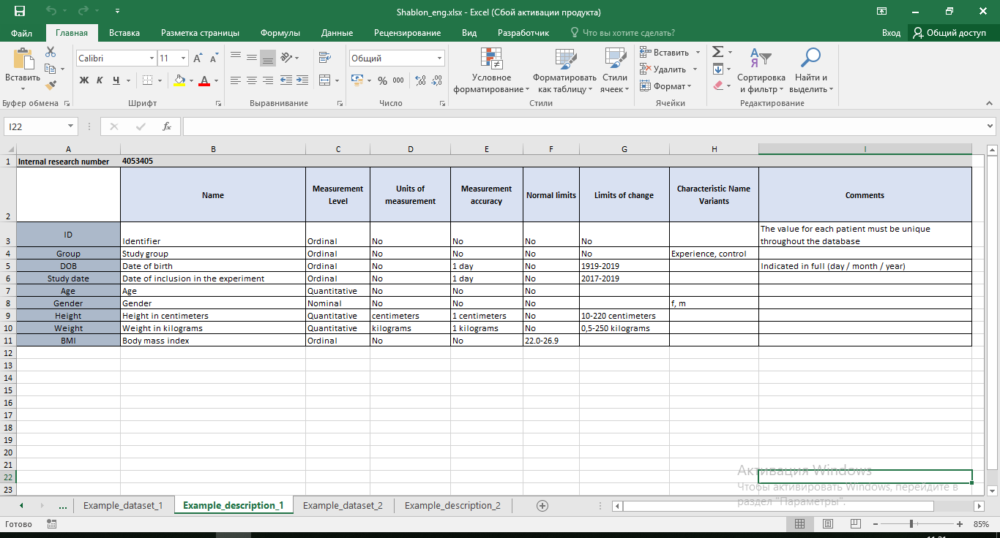 Shablon_eng.xlsx - Excel (Сбой активации продукта)
Файл Главная Вставка Разметка страницы Формулы Данные Рецензирование Вид Разработчик Что вы хотите сделать? Вход Общий доступ
Вставить
Calibri 11
Ж К Ч А
Общий
% 000
Условное форматирование
Форматировать как таблицу
Стили ячеек
Вставить
Удалить
Формат
Сортировка и фильтр
Найти и выделить
Буфер обмена Шрифт Выравнивание Число Стили Ячейки Редактирование
I22 fx
A B C D E F G H I
1 Internal research number 4053405
2 Name Measurement Level Units of measurement Measurement accuracy Normal limits Limits of change Characteristic Name Variants Comments
3 ID Identifier Ordinal No No No No The value for each patient must be unique throughout the database
4 Group Study group Ordinal No No No No Experience, control
5 DOB Date of birth Ordinal No 1 day No 1919-2019 Indicated in full (day / month / year)
6 Study date Date of inclusion in the experiment Ordinal No 1 day No 2017-2019
7 Age Age Quantitative No No No
8 Gender Gender Nominal No No No f, m
9 Height Height in centimeters Quantitative centimeters 1 centimeters No 10-220 centimeters
10 Weight Weight in kilograms Quantitative kilograms 1 kilograms No 0,5-250 kilograms
11 BMI Body mass index Ordinal No No 22.0-26.9
12
13
14
15
16
17
18
19
20
21
22
23
Активация Windows
Чтобы активировать Windows, перейдите в
раздел "Параметры".
... Example_dataset_1 Example_description_1 Example_dataset_2 Example_description_2
Готово 85%